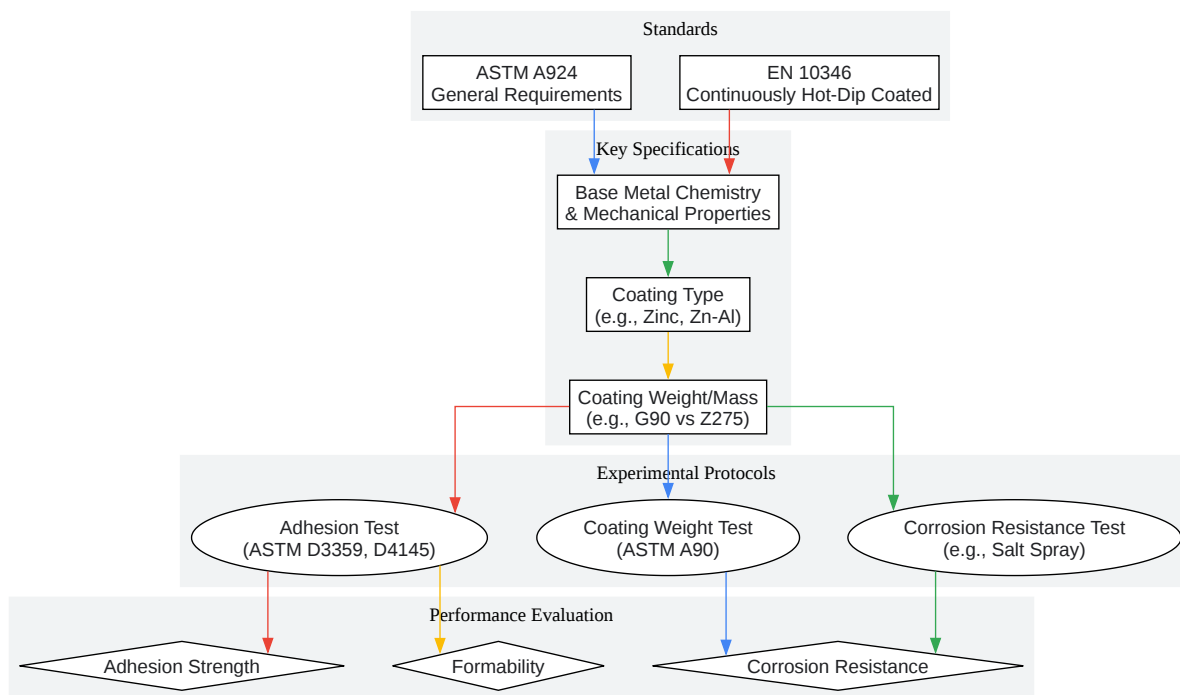 Standards
ASTM A924
General Requirements
EN 10346
Continuously Hot-Dip Coated
Key Specifications
Base Metal Chemistry
& Mechanical Properties
Coating Type
(e.g., Zinc, Zn-Al)
Coating Weight/Mass
(e.g., G90 vs Z275)
Experimental Protocols
Adhesion Test
(ASTM D3359, D4145)
Coating Weight Test
(ASTM A90)
Corrosion Resistance Test
(e.g., Salt Spray)
Performance Evaluation
Adhesion Strength
Formability
Corrosion Resistance